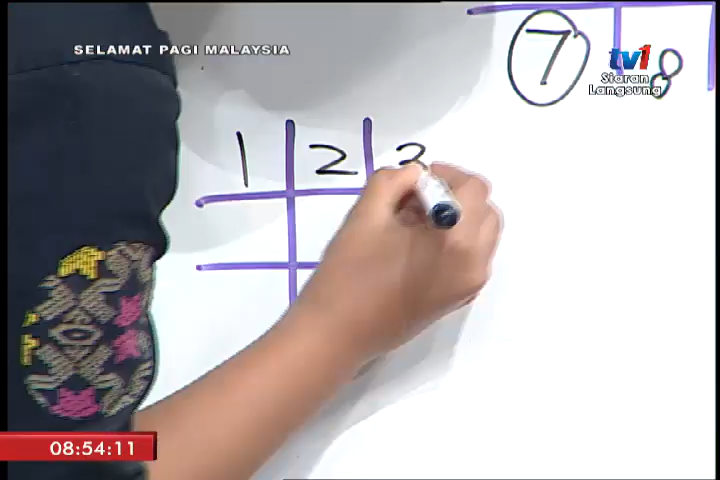 SELAMAT PAGI MALAYSIA
7
8
tv1
Siaran
Langsung
1 2 3
08:54:11